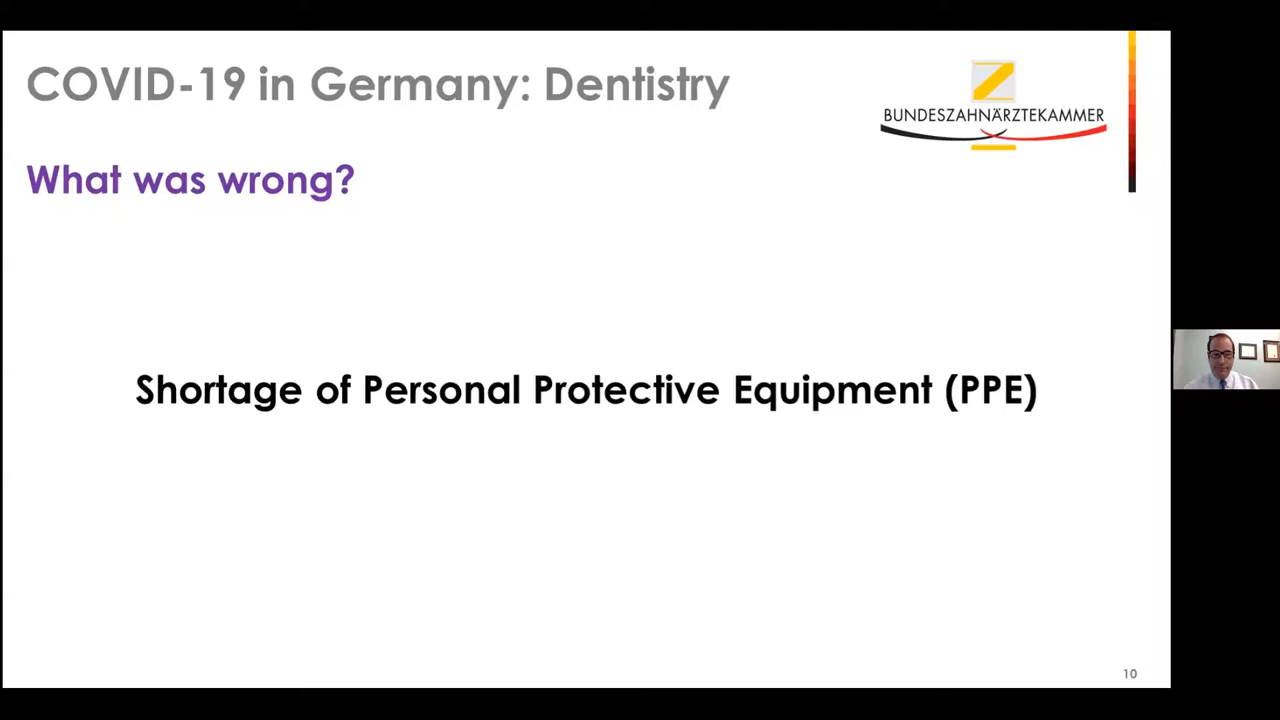 COVID-19 in Germany: Dentistry
BUNDESZAHNÄRZTEKAMMER
What was wrong?
Shortage of Personal Protective Equipment (PPE)
10